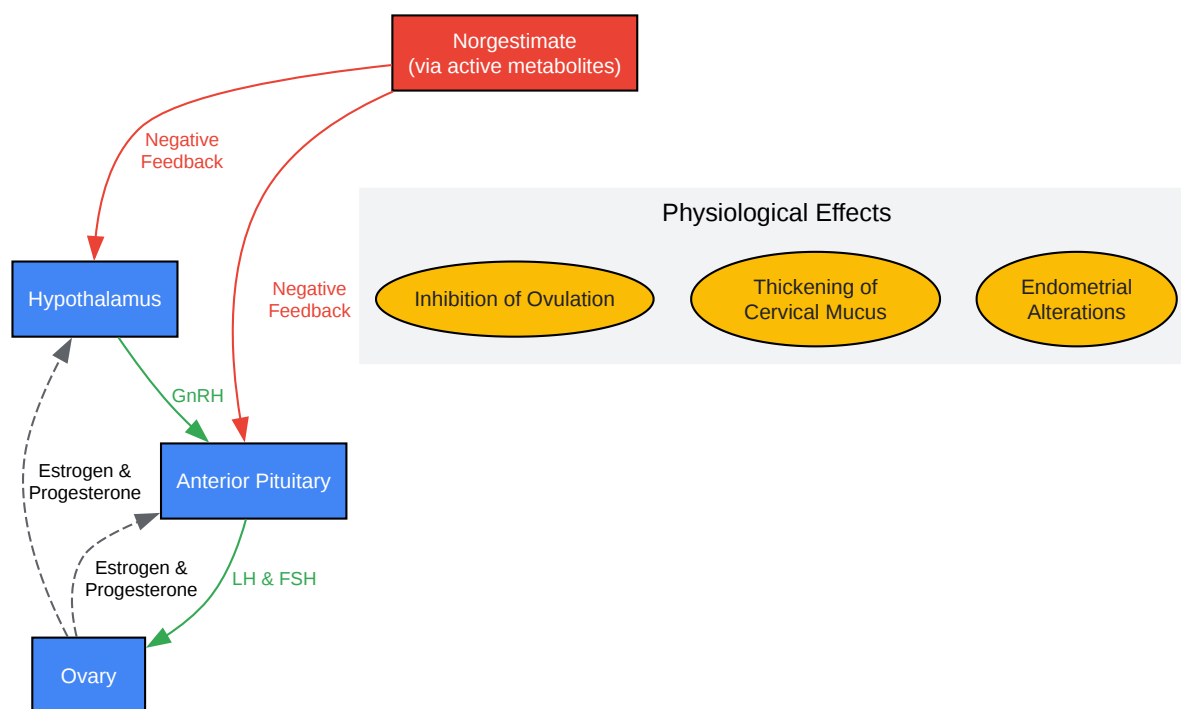 Norgestimate
(via active metabolites)
Negative
Feedback
Physiological Effects
Inhibition of Ovulation
Thickening of
Cervical Mucus
Endometrial
Alterations
Hypothalamus
Negative
Feedback
GnRH
Estrogen &
Progesterone
Anterior Pituitary
Estrogen &
Progesterone
LH & FSH
Ovary